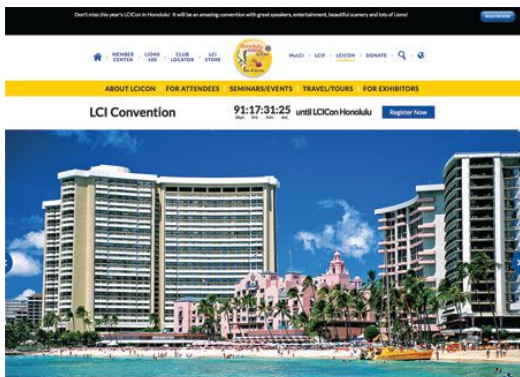 Don't miss this year's LCICon in Honolulu! It will be an amazing convention with great speakers, entertainment, beautiful scenery and lots of Lions!
REGISTER NOW
MEMBER CENTER
LIONS 100
CLUB LOCATOR
LCI STORE
MyLCI
LCIF
LCICON
DONATE
ABOUT LCICON
FOR ATTENDEES
SEMINARS/EVENTS
TRAVEL/TOURS
FOR EXHIBITORS
LCI Convention
91:17:31:25 until LCICon Honolulu
Days Hrs Min Sec
Register Now